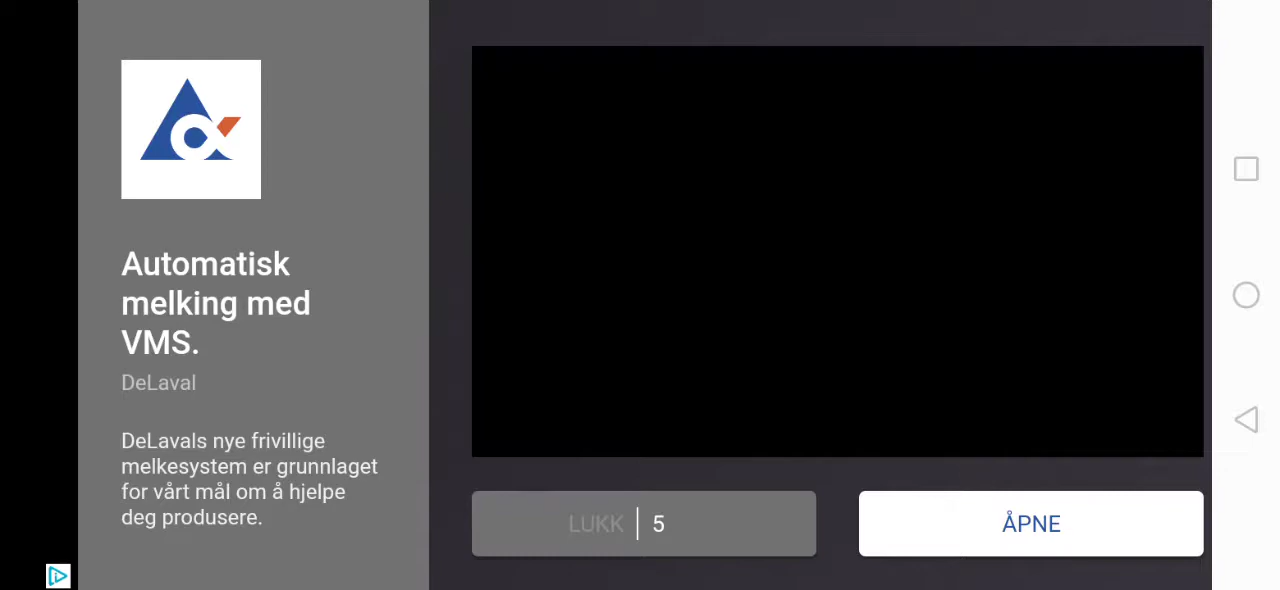 Automatisk
melking med
VMS.
DeLaval
DeLavals nye frivillige
melkesystem er grunnlaget
for vårt mål om å hjelpe
deg produsere.
LUKK 5
ÅPNE